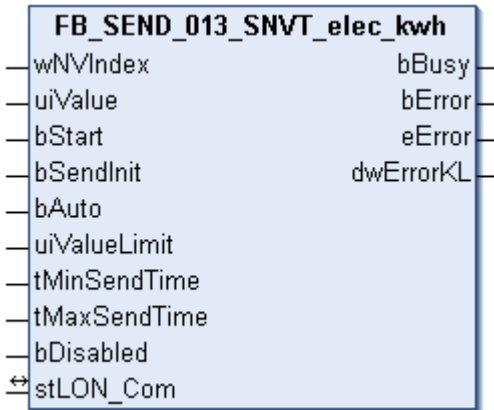 FB_SEND_013_SNVT_elec_kwh
wNVIndex bBusy
uiValue bError
bStart eError
bSendInit dwErrorKL
bAuto
uiValueLimit
tMinSendTime
tMaxSendTime
bDisabled
stLON_Com